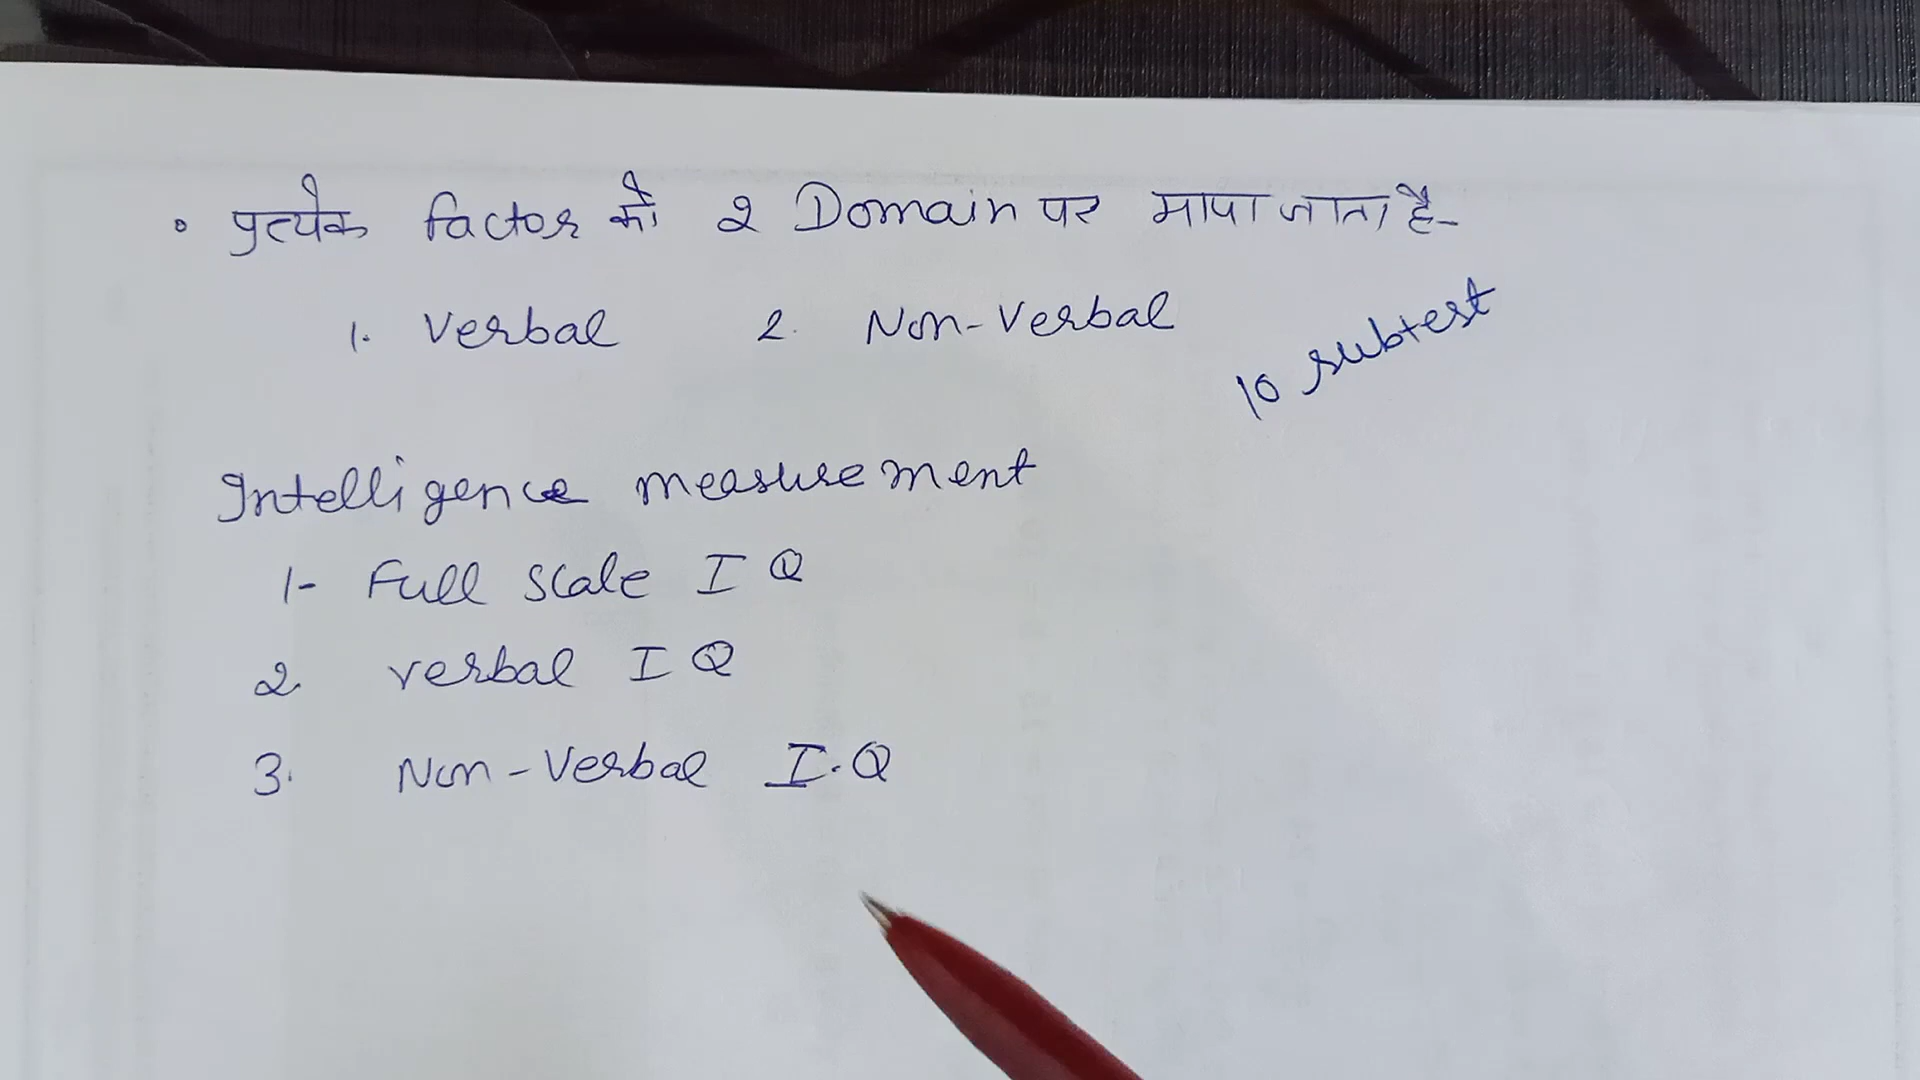 • प्रत्येक factor को 2 Domain पर मापा जाता है-
1. Verbal 2. Non-Verbal
10 subtest
Intelligence measurement
1- Full scale I Q
2. verbal I Q
3. Non-Verbal I.Q